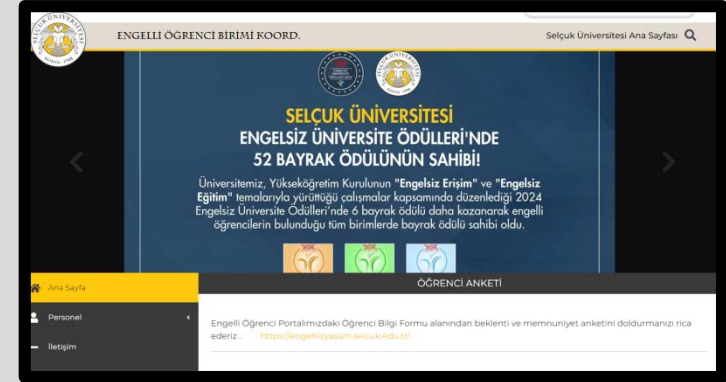 ENGELLİ ÖĞRENCİ BİRİMİ KOORD.
Selçuk Üniversitesi Ana Sayfası
SELÇUK ÜNİVERSİTESİ
ENGELSİZ ÜNİVERSİTE ÖDÜLLERİ'NDE
52 BAYRAK ÖDÜLÜNÜN SAHİBİ!
Üniversitemiz, Yükseköğretim Kurulunun "Engelsiz Erişim" ve "Engelsiz
Eğitim" temalarıyla yürüttüğü çalışmalar kapsamında düzenlediği 2024
Engelsiz Üniversite Ödülleri'nde 6 bayrak ödülü daha kazanarak engelli
öğrencilerin bulunduğu tüm birimlerde bayrak ödülü sahibi oldu.
Ana Sayfa
Personel
İletişim
ÖĞRENCİ ANKETİ
Engelli Öğrenci Portalımızdaki Öğrenci Bilgi Formu alanından beklenti ve memnuniyet anketini doldurmanızı rica
ederiz . https://engelsizyasam.selcuk.edu.tr/